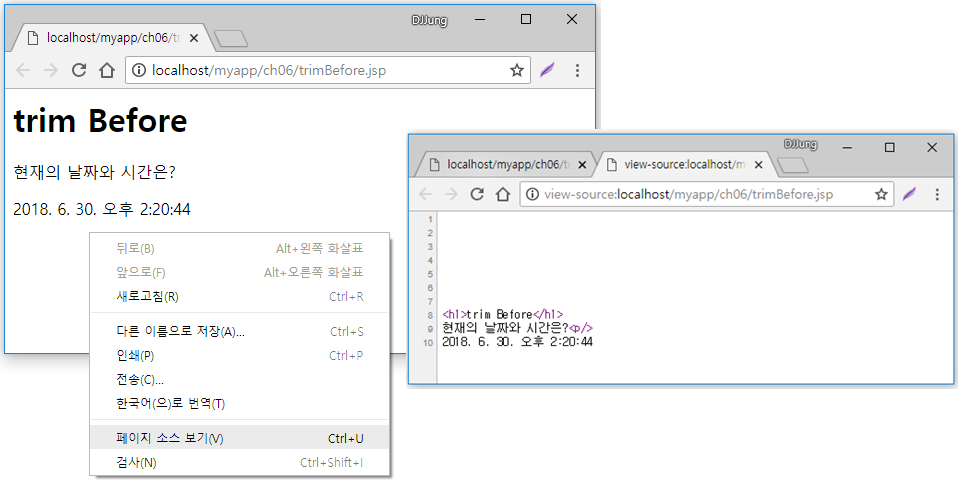 DJJung
localhost/myapp/ch06/tr
localhost/myapp/ch06/trimBefore.jsp
trim Before
현재의 날짜와 시간은?
2018. 6. 30. 오후 2:20:44
뒤로(B) Alt+왼쪽 화살표
앞으로(F) Alt+오른쪽 화살표
새로고침(R) Ctrl+R
다른 이름으로 저장(A)... Ctrl+S
인쇄(P) Ctrl+P
전송(C)...
한국어(으)로 번역(T)
페이지 소스 보기(V) Ctrl+U
검사(N) Ctrl+Shift+I
DJJung
localhost/myapp/ch06/tr
view-source:localhost/m
view-source:localhost/myapp/ch06/trimBefore.jsp
1
2
3
4
5
6
7
8 <h1>trim Before</h1>
9 현재의 날짜와 시간은?<p/>
10 2018. 6. 30. 오후 2:20:44